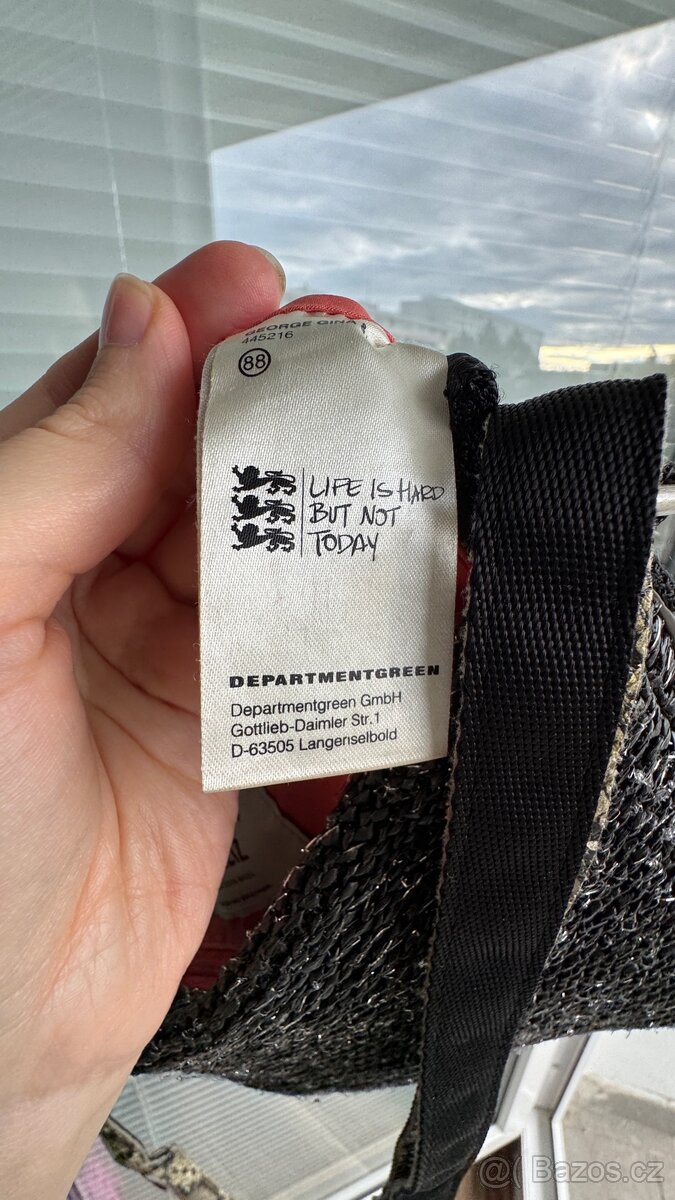 GEORGE GINA
445216
88
LIFE IS HARD
BUT NOT
TODAY
DEPARTMENTGREEN
Departmentgreen GmbH
Gottlieb-Daimler Str.1
D-63505 Langenselbold
@ Bazos.cz